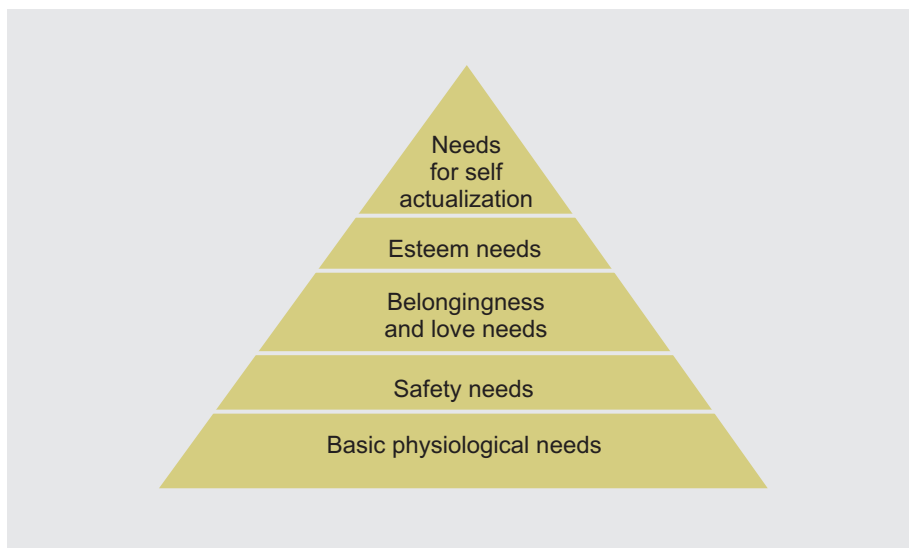 Needs
for self
actualization
Esteem needs
Belongingness
and love needs
Safety needs
Basic physiological needs